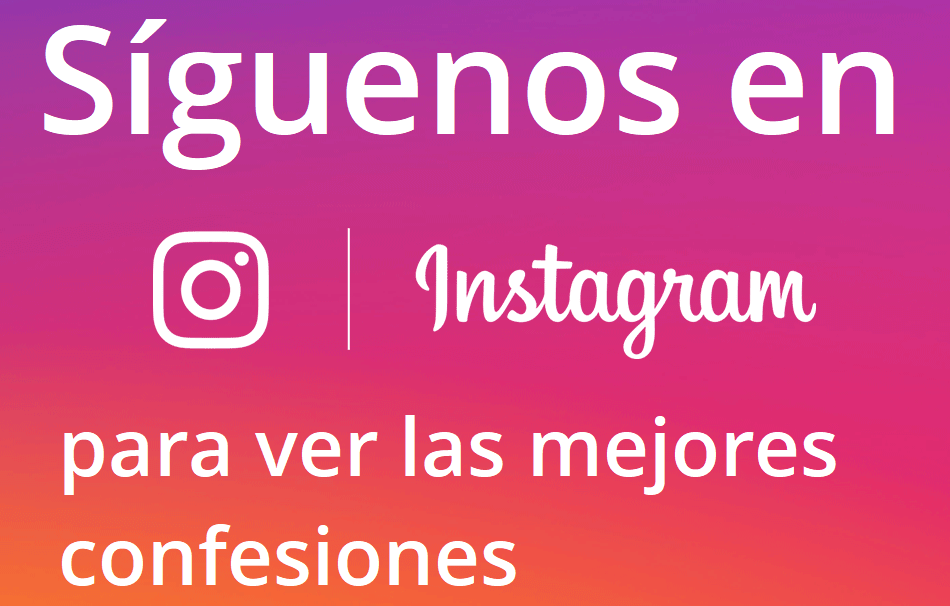 Síguenos en
Instagram
para ver las mejores
confesiones